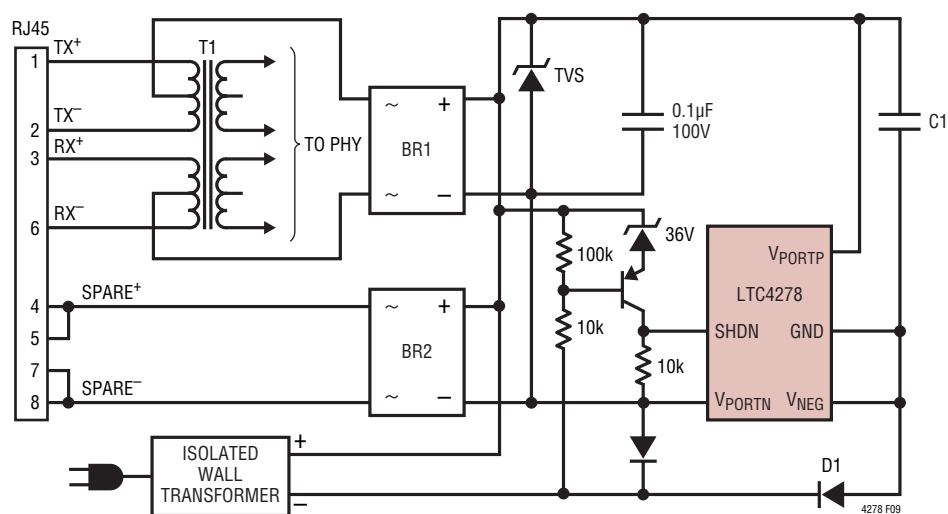 RJ45
1
TX+
2
TX−
3
RX+
6
RX−
4
SPARE+
5
7
8
SPARE−
T1
TO PHY
~
+
BR1
~
−
~
+
BR2
~
−
TVS
0.1µF
100V
C1
100k
36V
10k
10k
VPORTP
LTC4278
SHDN
GND
VPORTN
VNEG
ISOLATED
WALL
TRANSFORMER
+
−
D1
4278 F09